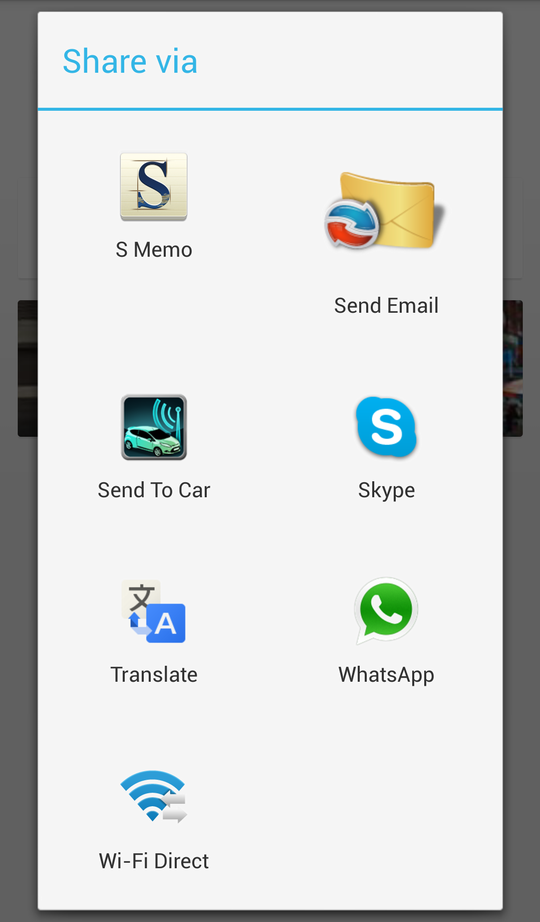 Share via
S Memo
Send Email
Send To Car
Skype
文
A
Translate
WhatsApp
Wi-Fi Direct